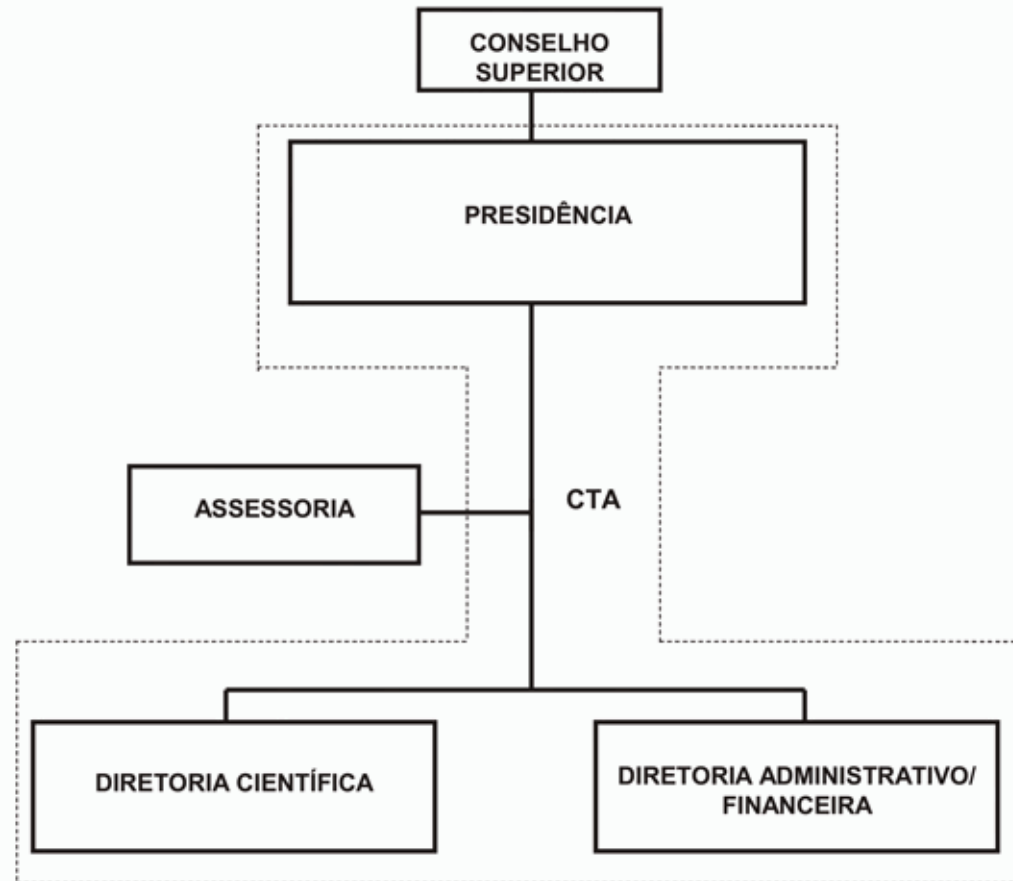 CONSELHO
SUPERIOR
PRESIDÊNCIA
ASSESSORIA
CTA
DIRETORIA CIENTÍFICA
DIRETORIA ADMINISTRATIVO/
FINANCEIRA